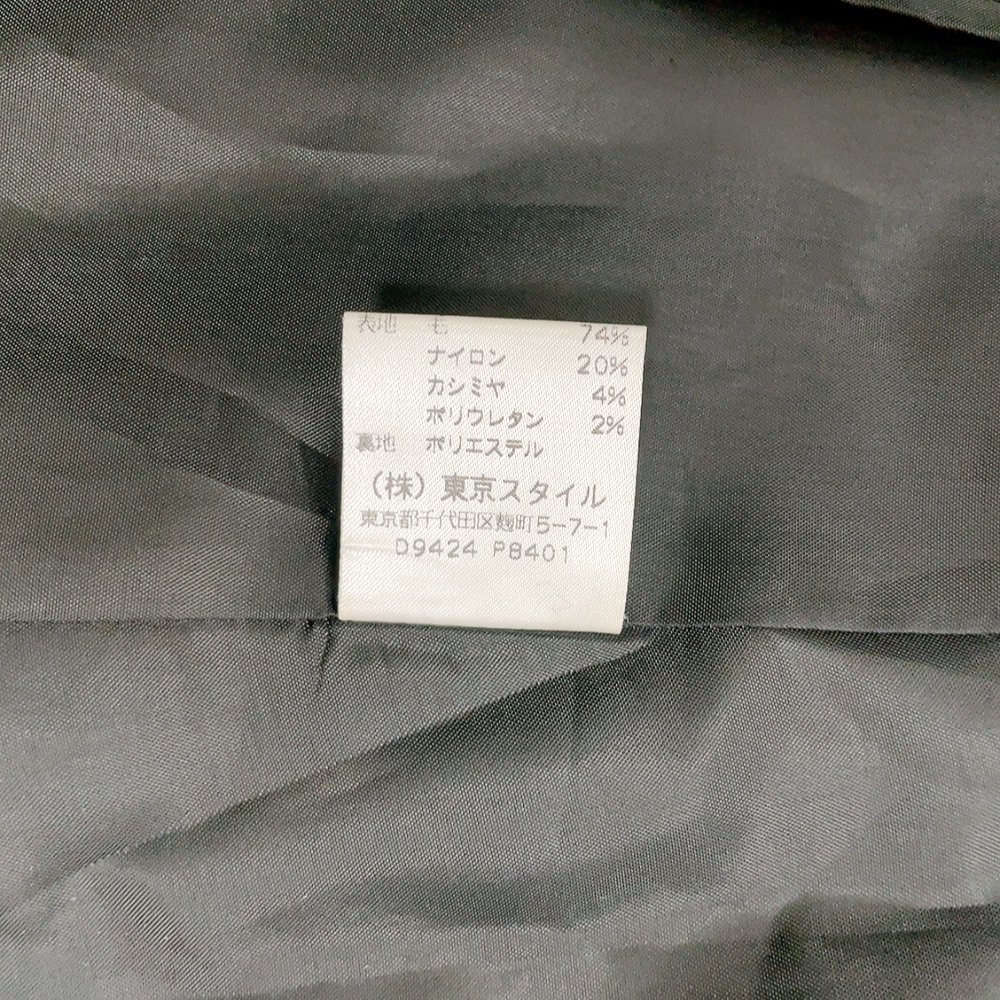 表地 毛 74%
ナイロン 20%
カシミヤ 4%
ポリウレタン 2%
裏地 ポリエステル
(株)東京スタイル
東京都千代田区麹町5-7-1
D9424 P8401